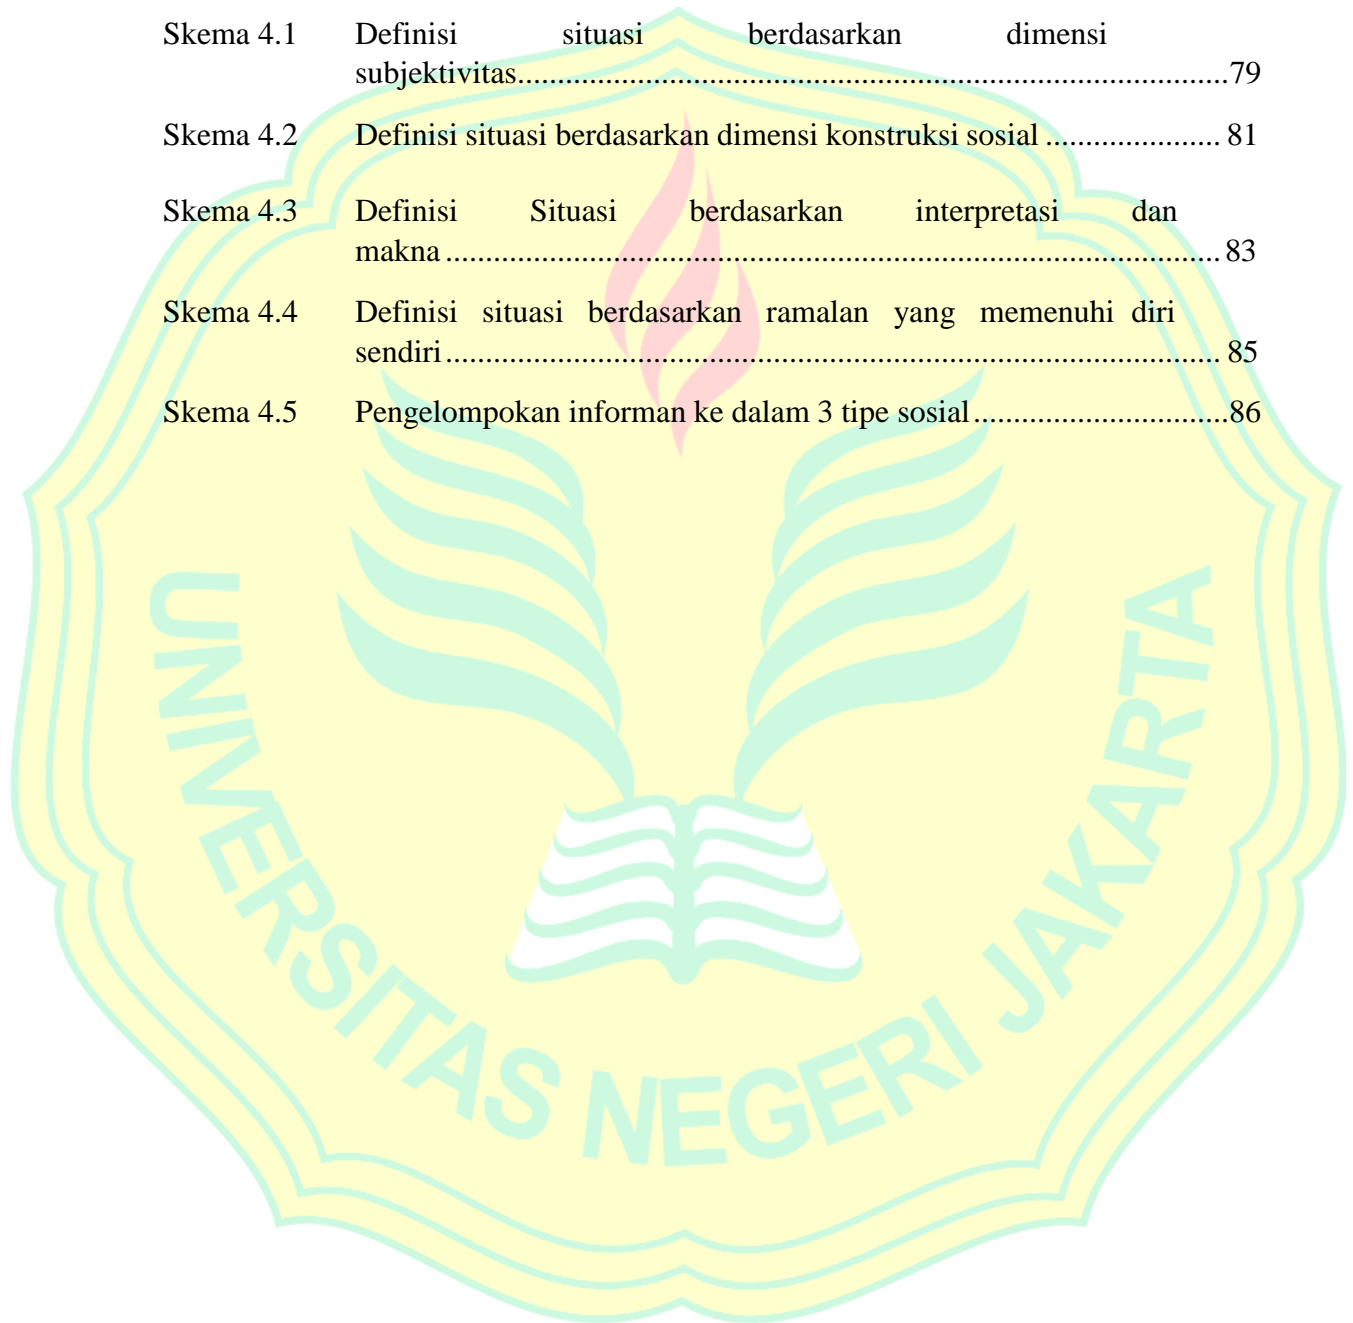 Skema 4.1 Definisi situasi berdasarkan dimensi
subjektivitas.........................................................................................79
Skema 4.2 Definisi situasi berdasarkan dimensi konstruksi sosial ...................... 81
Skema 4.3 Definisi Situasi berdasarkan interpretasi dan
makna ................................................................................................. 83
Skema 4.4 Definisi situasi berdasarkan ramalan yang memenuhi diri
sendiri ................................................................................................. 85
Skema 4.5 Pengelompokan informan ke dalam 3 tipe sosial ................................86
UNIVERSITAS NEGERI JAKARTA